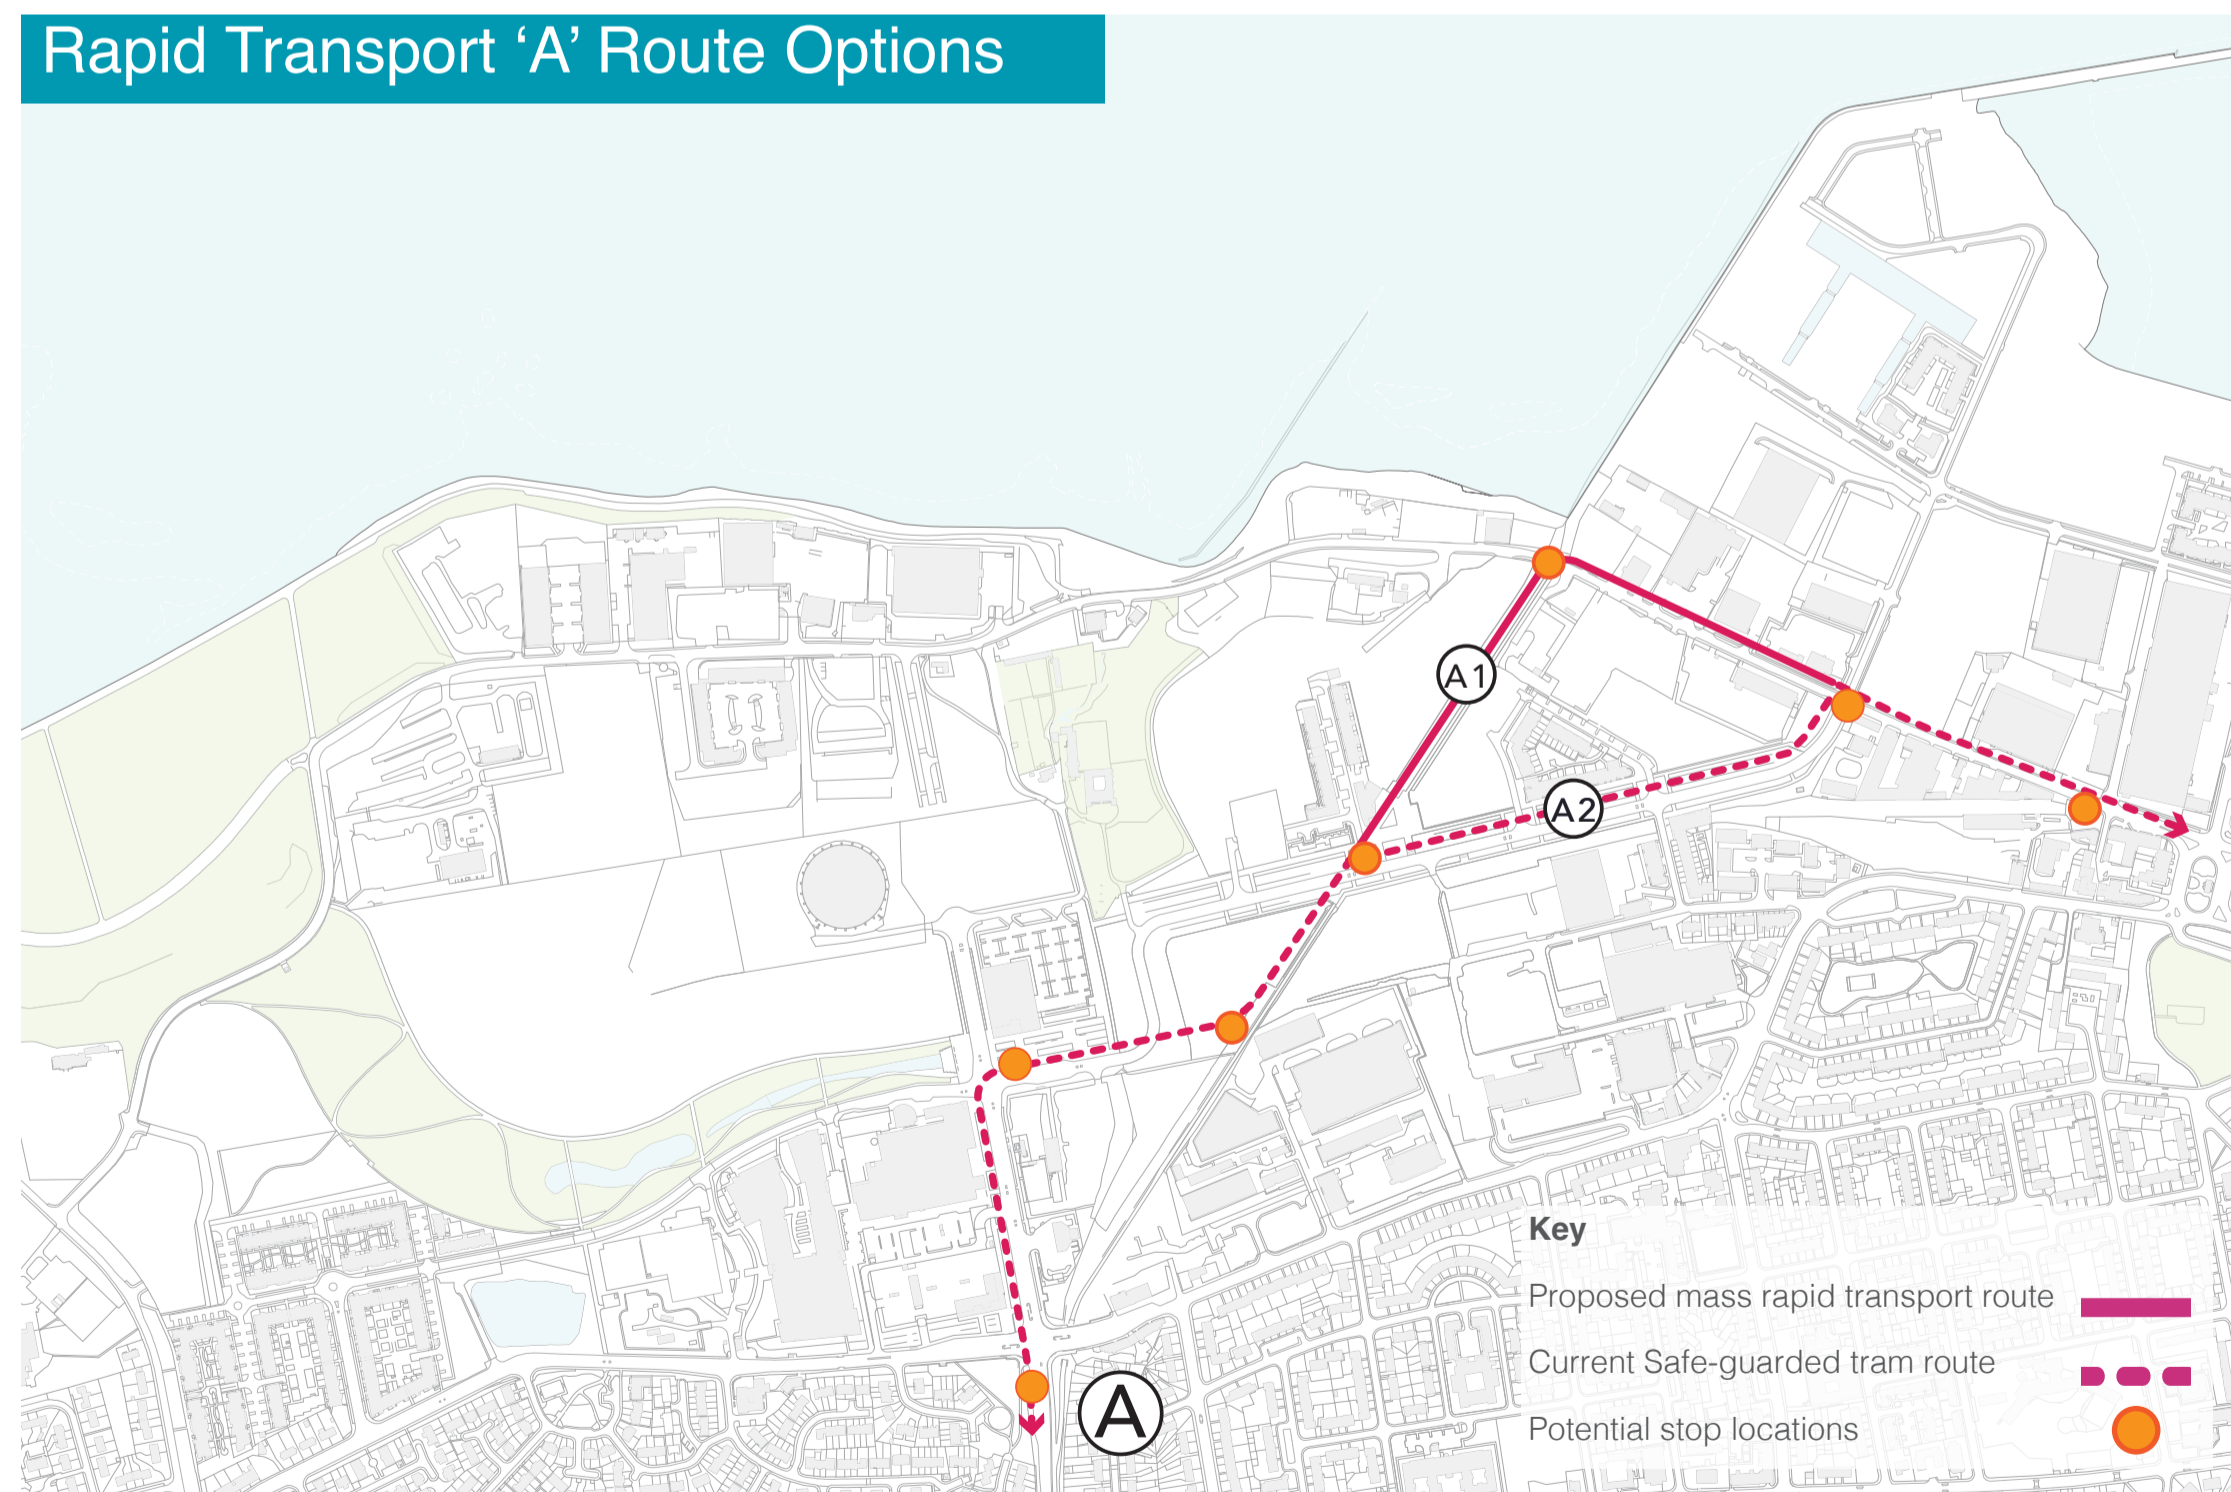 Rapid Transport ‘A’ Route Options
A1
A2
A
Key
Proposed mass rapid transport route
Current Safe-guarded tram route
Potential stop locations